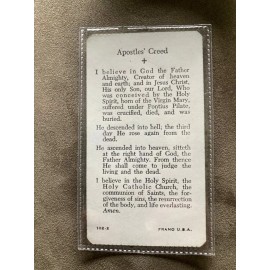 Apostles' Creed
I believe in God the Father
Almighty, Creator of heaven
and earth; and in Jesus Christ,
His only Son, our Lord, Who
was conceived by the Holy
Spirit, born of the Virgin Mary,
suffered under Pontius Pilate,
was crucified, died, and was
buried.
He descended into hell; the third
day He rose again from the
dead.
He ascended into heaven, sitteth
at the right hand of God, the
Father Almighty. From thence
He shall come to judge the
living and the dead.
I believe in the Holy Spirit, the
Holy Catholic Church, the
communion of Saints, the for-
giveness of sins, the resurrection
of the body, and life everlasting.
Amen.
FRANO U.S.A.